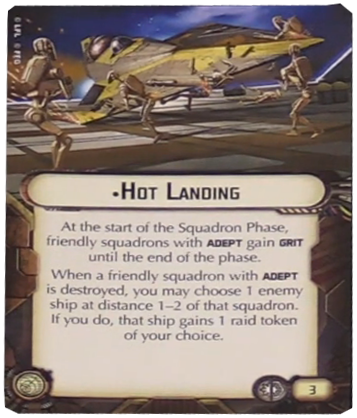 © LFL © FFG
•HOT LANDING
At the start of the Squadron Phase,
friendly squadrons with ADEPT gain GRIT
until the end of the phase.
When a friendly squadron with ADEPT
is destroyed, you may choose 1 enemy
ship at distance 1–2 of that squadron.
If you do, that ship gains 1 raid token
of your choice.
3